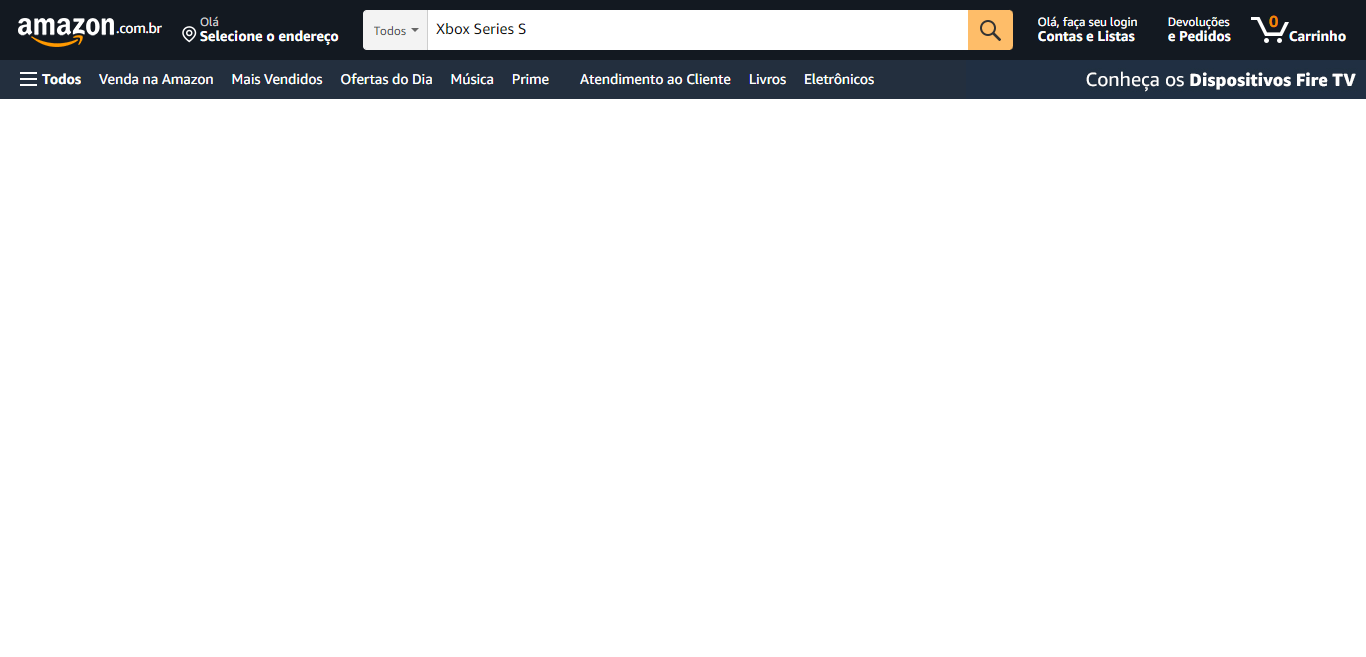 amazon.com.br
Olá
Selecione o endereço
Todos
Xbox Series S
Olá, faça seu login
Contas e Listas
Devoluções
e Pedidos
0
Carrinho
Todos
Venda na Amazon
Mais Vendidos
Ofertas do Dia
Música
Prime
Atendimento ao Cliente
Livros
Eletrônicos
Conheça os Dispositivos Fire TV